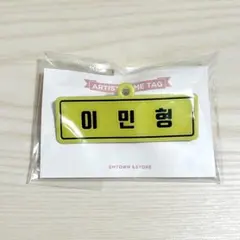 ARTIST NAME TAG
이민형
SMTOWN &STORE